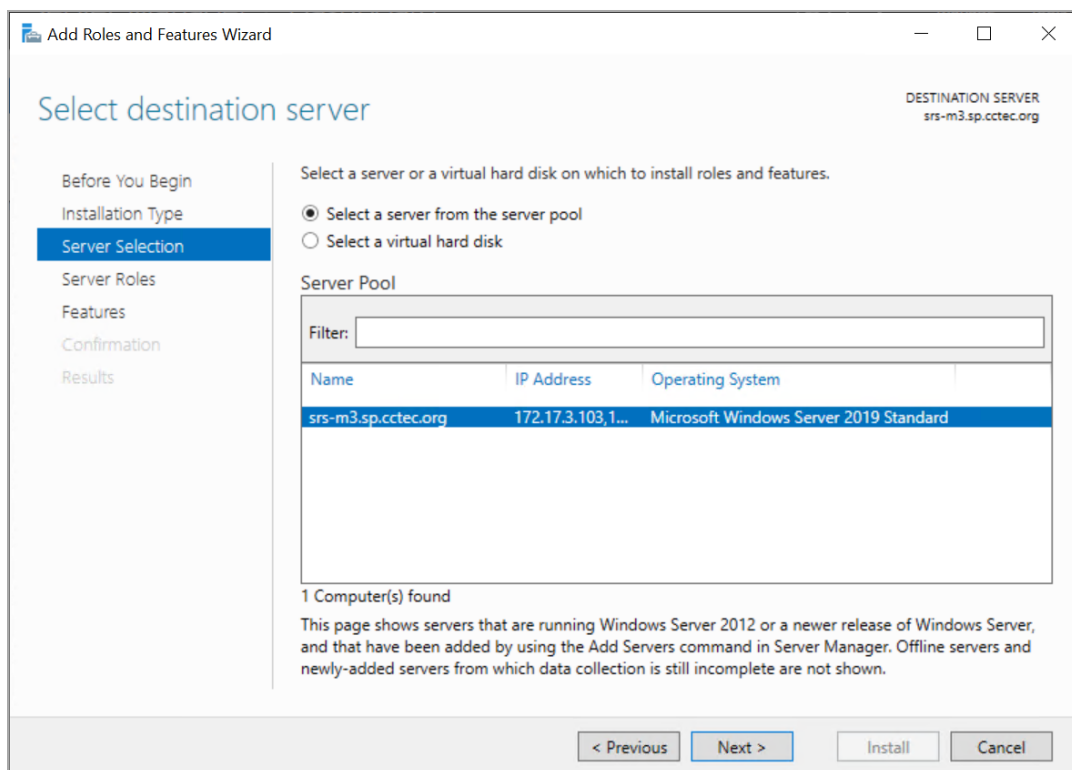 Add Roles and Features Wizard
Select destination server
DESTINATION SERVER
srs-m3.sp.cctec.org
Before You Begin
Installation Type
Server Selection
Server Roles
Features
Confirmation
Results
Select a server or a virtual hard disk on which to install roles and features.
Select a server from the server pool
Select a virtual hard disk
Server Pool
Filter:
Name IP Address Operating System
srs-m3.sp.cctec.org 172.17.3.103,1... Microsoft Windows Server 2019 Standard
1 Computer(s) found
This page shows servers that are running Windows Server 2012 or a newer release of Windows Server,
and that have been added by using the Add Servers command in Server Manager. Offline servers and
newly-added servers from which data collection is still incomplete are not shown.
< Previous Next > Install Cancel